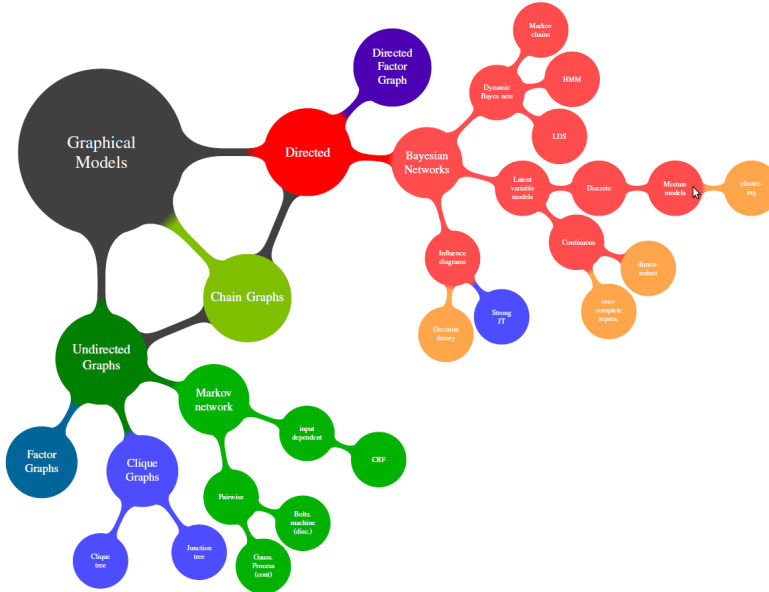 Graphical
Models
Directed
Factor
Graph
Directed
Chain Graphs
Bayesian
Networks
Dynamic
Bayes nets
Markov
chains
HMM
LDS
Latent
variable
models
Discrete
Mixture
models
cluster-
ing
Continuous
dimen-
reduct
over-
complete
repres.
Influence
diagrams
Strong
JT
Decision
theory
Undirected
Graphs
Markov
network
input
dependent
CRF
Pairwise
Boltz.
machine
(disc.)
Gauss.
Process
(cont)
Factor
Graphs
Clique
Graphs
Clique
tree
Junction
tree